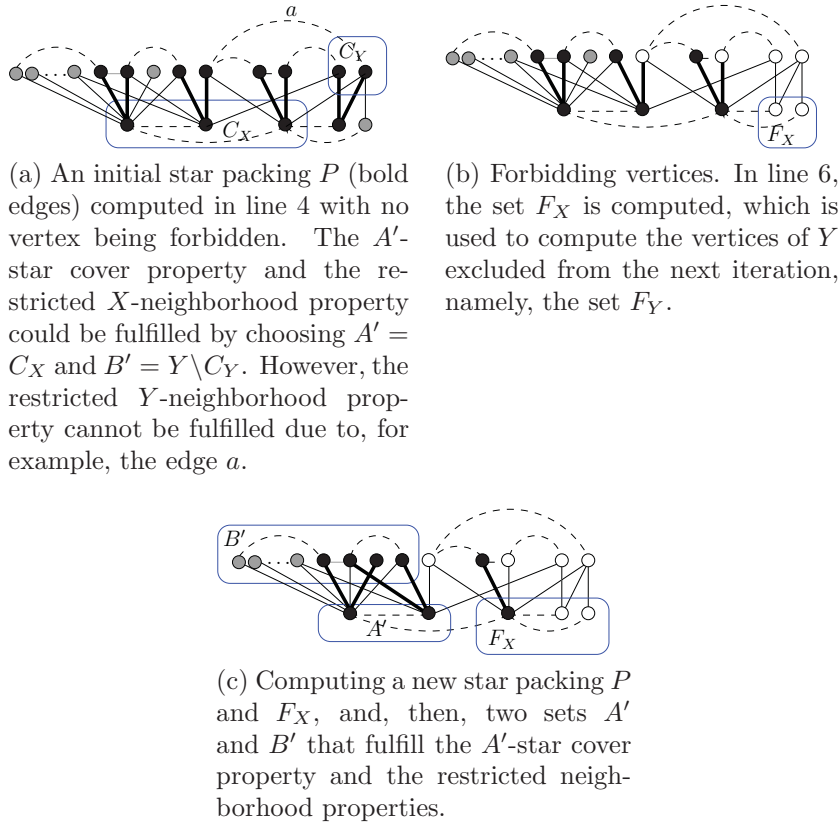 a
C_Y
C_X
F_X
(a) An initial star packing P (bold
edges) computed in line 4 with no
vertex being forbidden. The A′-
star cover property and the re-
stricted X-neighborhood property
could be fulfilled by choosing A′ =
C_X and B′ = Y\C_Y. However, the
restricted Y-neighborhood prop-
erty cannot be fulfilled due to, for
example, the edge a.
(b) Forbidding vertices. In line 6,
the set F_X is computed, which is
used to compute the vertices of Y
excluded from the next iteration,
namely, the set F_Y.
B′
A′
F_X
(c) Computing a new star packing P
and F_X, and, then, two sets A′
and B′ that fulfill the A′-star cover
property and the restricted neigh-
borhood properties.